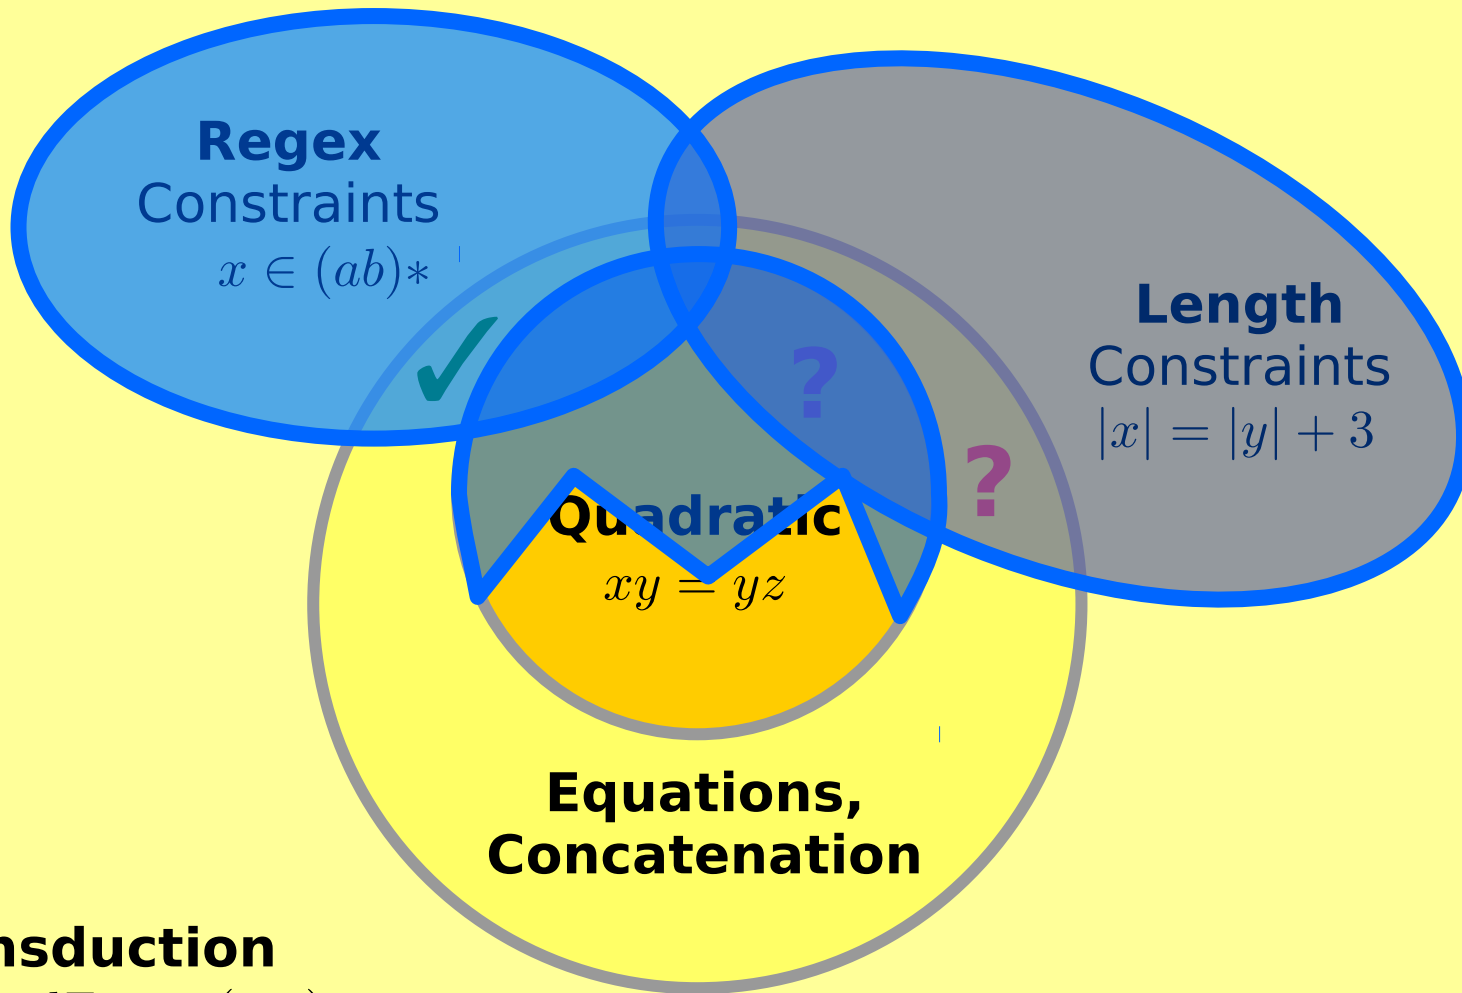 Regex
Constraints
x ∈ (ab)*
✓
Length
Constraints
|x| = |y| + 3
?
?
Quadratic
xy = yz
Equations,
Concatenation
nsduction